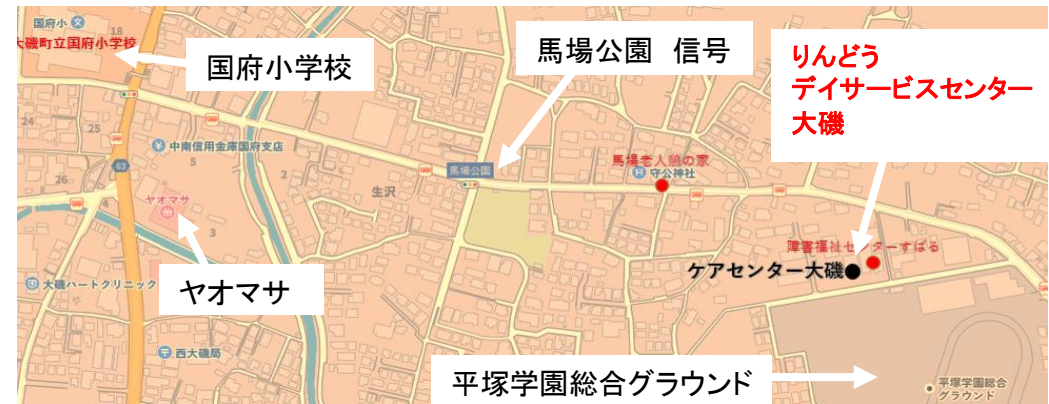 国府小
18
大磯町立国府小学校
国府小学校
馬場公園 信号
りんどう
デイサービスセンター
大磯
24
25
中南信用金庫国府支店
5
63
26
4
2
生沢
馬場公園
馬場老人憩の家
守公神社
ヤオマサ
3
大磯ハートクリニック
ヤオマサ
障害福祉センターすばる
ケアセンター大磯
西大磯局
平塚学園総合グラウンド
平塚学園総合
グラウンド